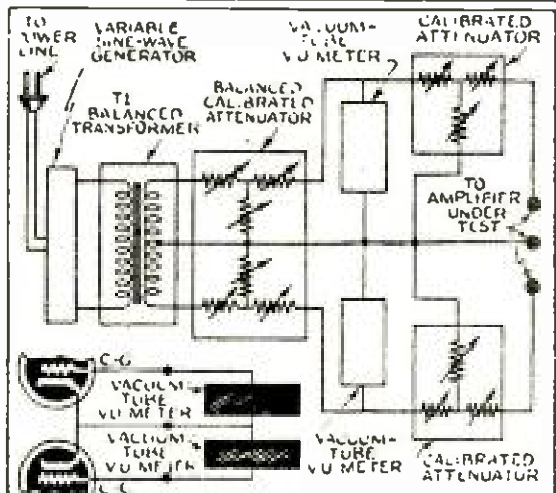 TO
POWER
LINE
VARIABLE
SINE-WAVE
GENERATOR
VACUUM-
TUBE
VU METER
CALIBRATED
ATTENUATOR
T1
BALANCED
TRANSFORMER
BALANCED
CALIBRATED
ATTENUATOR
TO
AMPLIFIER
UNDER
TEST
VACUUM-
TUBE
VU METER
VACUUM-
TUBE
VU METER
VACUUM-
TUBE
VU METER
CALIBRATED
ATTENUATOR